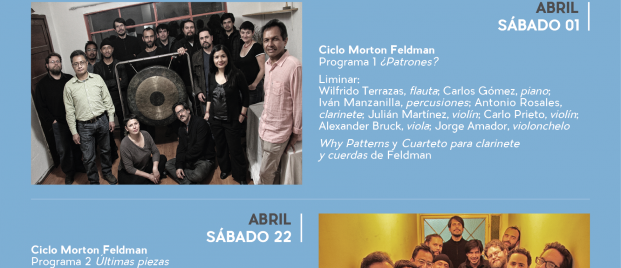 ABRIL
SÁBADO 01
Ciclo Morton Feldman
Programa 1 ¿Patrones?
Liminar:
Wilfrido Terrazas, flauta; Carlos Gómez, piano;
Iván Manzanilla, percusiones; Antonio Rosales,
clarinete; Julián Martínez, violín; Carlo Prieto, violín;
Alexander Bruck, viola; Jorge Amador, violonchelo
Why Patterns y Cuarteto para clarinete
y cuerdas de Feldman
ABRIL
SÁBADO 22
Ciclo Morton Feldman
Programa 2 Últimas piezas